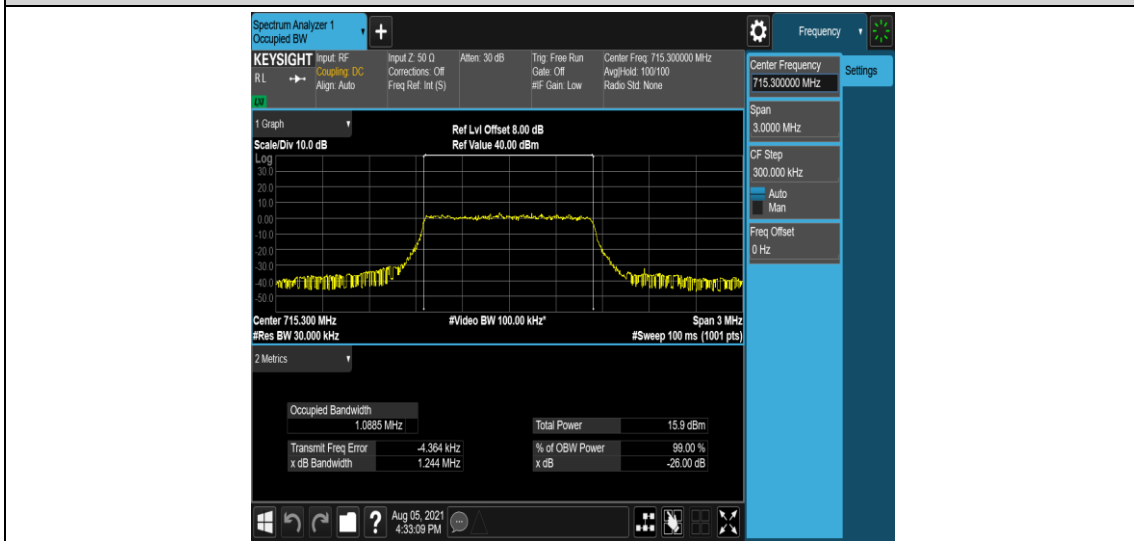 Spectrum Analyzer 1
Occupied BW
+
Frequency
KEYSIGHT
RL
LM
Input: RF
Coupling: DC
Align: Auto
Input Z: 50 Ω
Corrections: Off
Freq Ref: Int (S)
Atten: 30 dB
Trig: Free Run
Gate: Off
#IF Gain: Low
Center Freq: 715.300000 MHz
Avg|Hold: 100/100
Radio Std: None
Center Frequency
715.300000 MHz
Settings
Span
3.0000 MHz
CF Step
300.000 kHz
Auto
Man
Freq Offset
0 Hz
1 Graph
Scale/Div 10.0 dB
Ref Lvl Offset 8.00 dB
Ref Value 40.00 dBm
Log
30.0
20.0
10.0
0.00
-10.0
-20.0
-30.0
-40.0
-50.0
Center 715.300 MHz
#Res BW 30.000 kHz
#Video BW 100.00 kHz*
Span 3 MHz
#Sweep 100 ms (1001 pts)
2 Metrics
Occupied Bandwidth
1.0885 MHz
Total Power 15.9 dBm
Transmit Freq Error -4.364 kHz
% of OBW Power 99.00 %
x dB Bandwidth 1.244 MHz
x dB -26.00 dB
?
Aug 05, 2021
4:33:09 PM